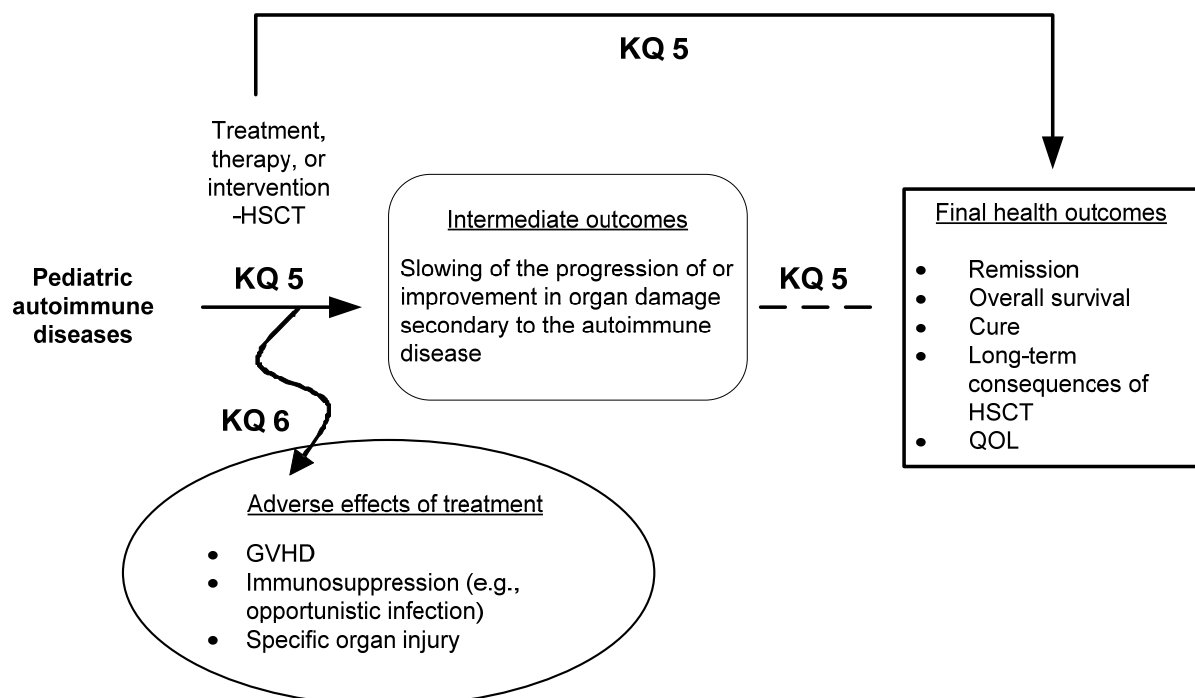 KQ 5
Treatment,
therapy, or
intervention
-HSCT
Pediatric
autoimmune
diseases
KQ 5
Intermediate outcomes
Slowing of the progression of or
improvement in organ damage
secondary to the autoimmune
disease
KQ 5
Final health outcomes
• Remission
• Overall survival
• Cure
• Long-term
consequences of
HSCT
• QOL
KQ 6
Adverse effects of treatment
• GVHD
• Immunosuppression (e.g.,
opportunistic infection)
• Specific organ injury